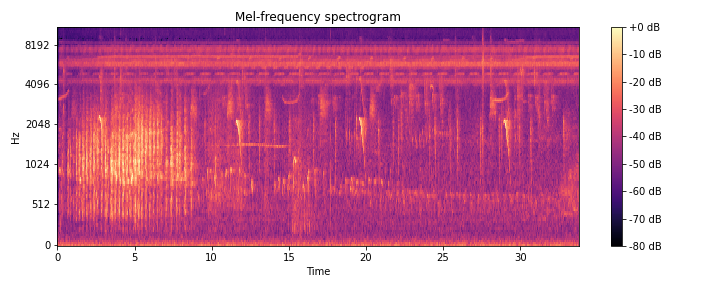 Mel-frequency spectrogram
8192
4096
2048
1024
512
0
Hz
0 5 10 15 20 25 30
Time
+0 dB
-10 dB
-20 dB
-30 dB
-40 dB
-50 dB
-60 dB
-70 dB
-80 dB